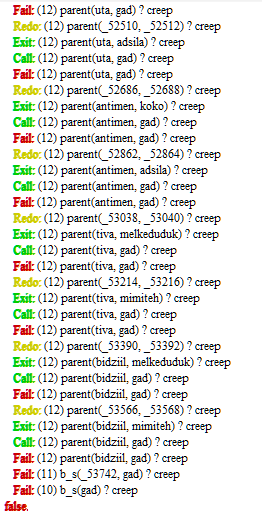 Fail: (12) parent(uta, gad) ? creep
Redo: (12) parent(_52510, _52512) ? creep
Exit: (12) parent(uta, adsila) ? creep
Call: (12) parent(uta, gad) ? creep
Fail: (12) parent(uta, gad) ? creep
Redo: (12) parent(_52686, _52688) ? creep
Exit: (12) parent(antimen, koko) ? creep
Call: (12) parent(antimen, gad) ? creep
Fail: (12) parent(antimen, gad) ? creep
Redo: (12) parent(_52862, _52864) ? creep
Exit: (12) parent(antimen, adsila) ? creep
Call: (12) parent(antimen, gad) ? creep
Fail: (12) parent(antimen, gad) ? creep
Redo: (12) parent(_53038, _53040) ? creep
Exit: (12) parent(tiva, melkeduduk) ? creep
Call: (12) parent(tiva, gad) ? creep
Fail: (12) parent(tiva, gad) ? creep
Redo: (12) parent(_53214, _53216) ? creep
Exit: (12) parent(tiva, mimiteh) ? creep
Call: (12) parent(tiva, gad) ? creep
Fail: (12) parent(tiva, gad) ? creep
Redo: (12) parent(_53390, _53392) ? creep
Exit: (12) parent(bidziil, melkeduduk) ? creep
Call: (12) parent(bidziil, gad) ? creep
Fail: (12) parent(bidziil, gad) ? creep
Redo: (12) parent(_53566, _53568) ? creep
Exit: (12) parent(bidziil, mimiteh) ? creep
Call: (12) parent(bidziil, gad) ? creep
Fail: (12) parent(bidziil, gad) ? creep
Fail: (11) b_s(_53742, gad) ? creep
Fail: (10) b_s(gad) ? creep
false.